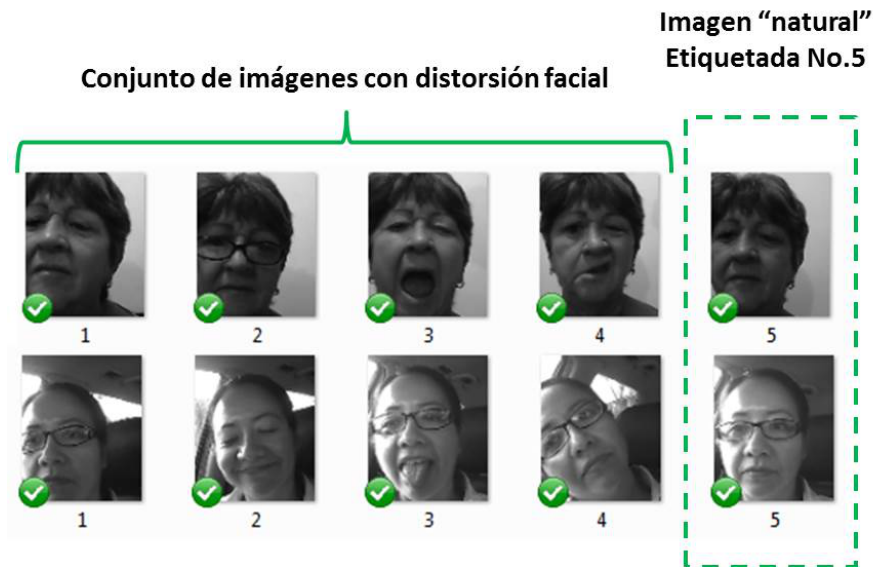 Imagen “natural”
Etiquetada No.5
Conjunto de imágenes con distorsión facial
1 2 3 4 5
1 2 3 4 5